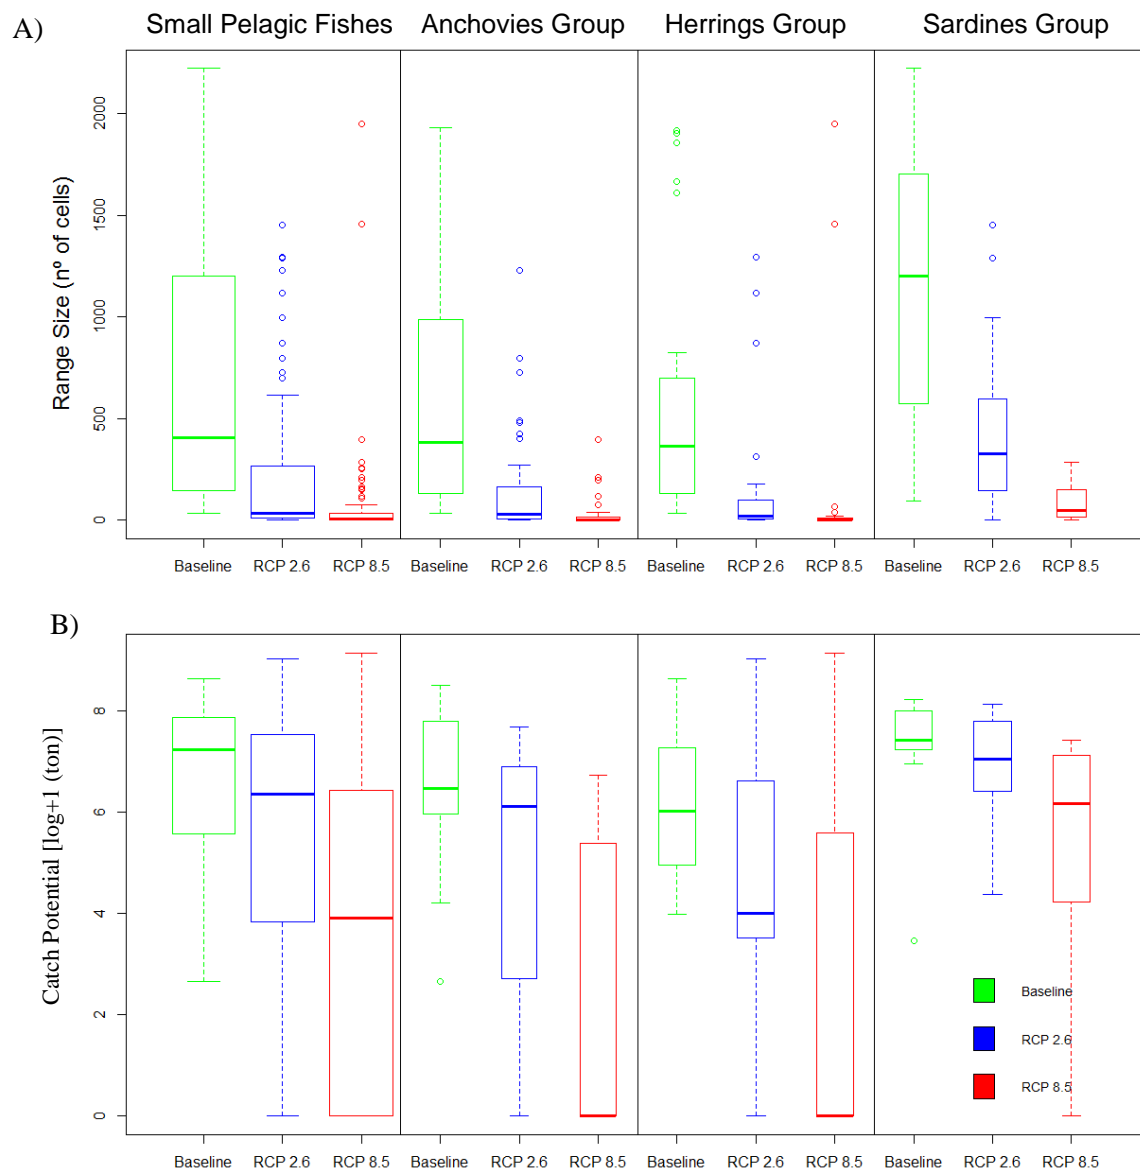 A)
Small Pelagic Fishes Anchovies Group Herrings Group Sardines Group
Range Size (nº of cells)
2000
1500
1000
500
0
Baseline RCP 2.6 RCP 8.5 Baseline RCP 2.6 RCP 8.5 Baseline RCP 2.6 RCP 8.5 Baseline RCP 2.6 RCP 8.5
B)
Catch Potential [log+1 (ton)]
8
6
4
2
0
Baseline
RCP 2.6
RCP 8.5
Baseline RCP 2.6 RCP 8.5 Baseline RCP 2.6 RCP 8.5 Baseline RCP 2.6 RCP 8.5 Baseline RCP 2.6 RCP 8.5